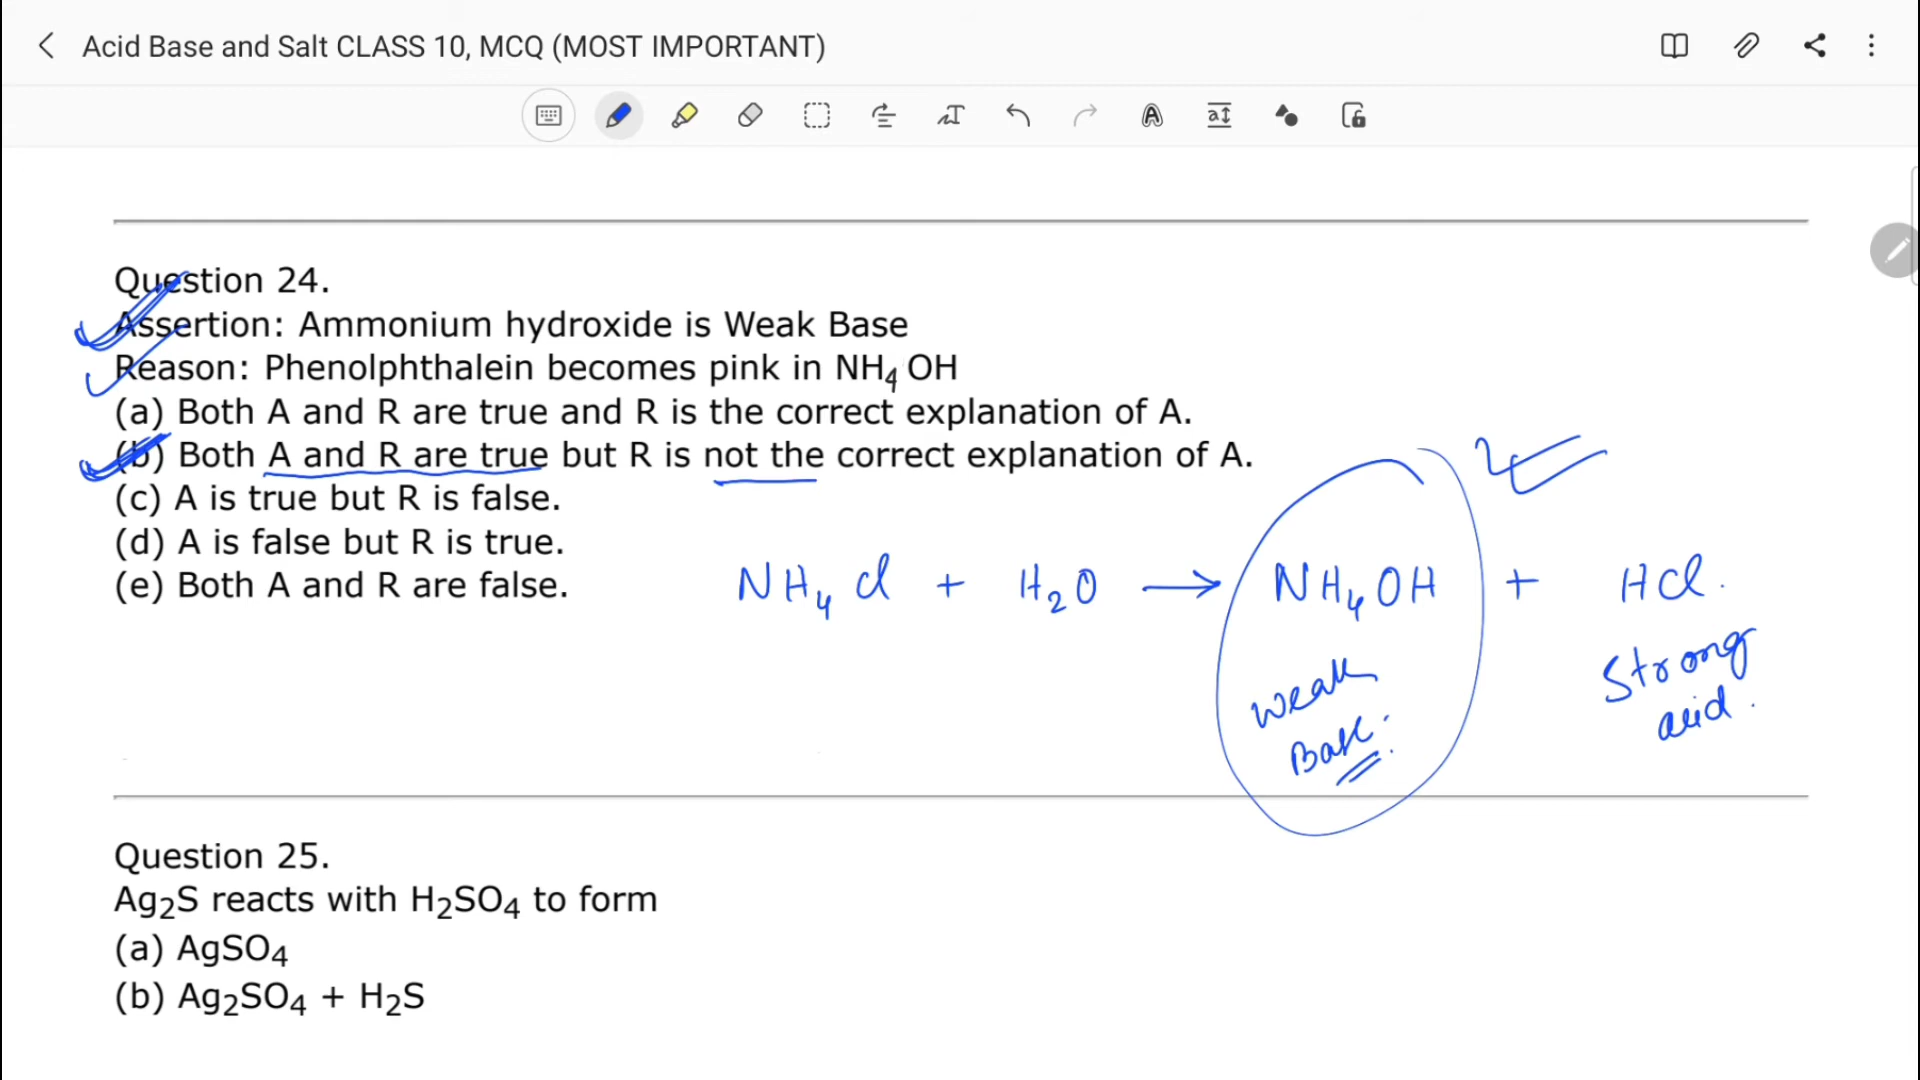 Acid Base and Salt CLASS 10, MCQ (MOST IMPORTANT)
Question 24.
Assertion: Ammonium hydroxide is Weak Base
Reason: Phenolphthalein becomes pink in NH4 OH
(a) Both A and R are true and R is the correct explanation of A.
(b) Both A and R are true but R is not the correct explanation of A.
(c) A is true but R is false.
(d) A is false but R is true.
(e) Both A and R are false.
NH4Cl + H2O → NH4OH + HCl.
Weak
Base.
Strong
acid.
Question 25.
Ag2S reacts with H2SO4 to form
(a) AgSO4
(b) Ag2SO4 + H2S